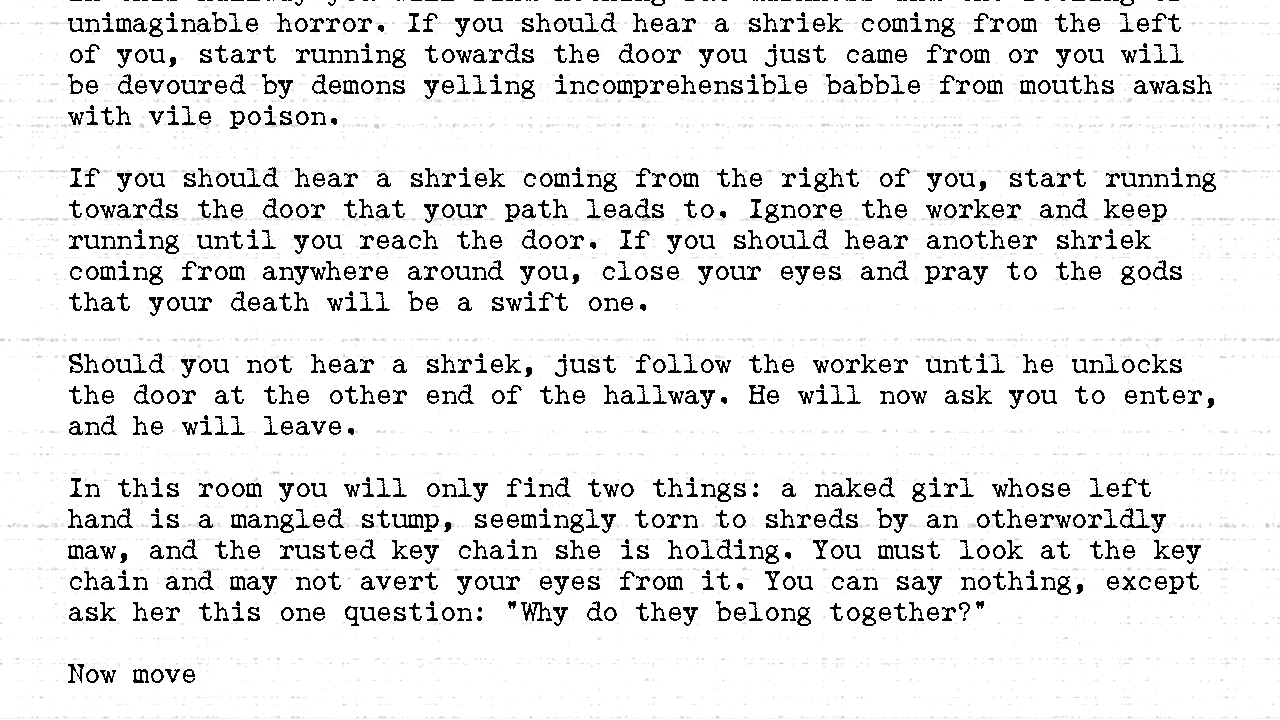 unimaginable horror. If you should hear a shriek coming from the left
of you, start running towards the door you just came from or you will
be devoured by demons yelling incomprehensible babble from mouths awash
with vile poison.
If you should hear a shriek coming from the right of you, start running
towards the door that your path leads to. Ignore the worker and keep
running until you reach the door. If you should hear another shriek
coming from anywhere around you, close your eyes and pray to the gods
that your death will be a swift one.
Should you not hear a shriek, just follow the worker until he unlocks
the door at the other end of the hallway. He will now ask you to enter,
and he will leave.
In this room you will only find two things: a naked girl whose left
hand is a mangled stump, seemingly torn to shreds by an otherworldly
maw, and the rusted key chain she is holding. You must look at the key
chain and may not avert your eyes from it. You can say nothing, except
ask her this one question: "Why do they belong together?"
Now move